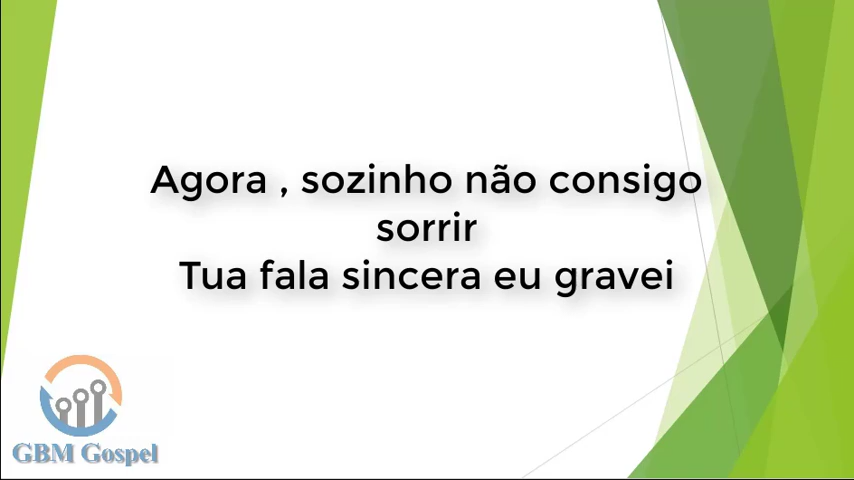 Agora , sozinho não consigo
sorrir
Tua fala sincera eu gravei
GBM Gospel